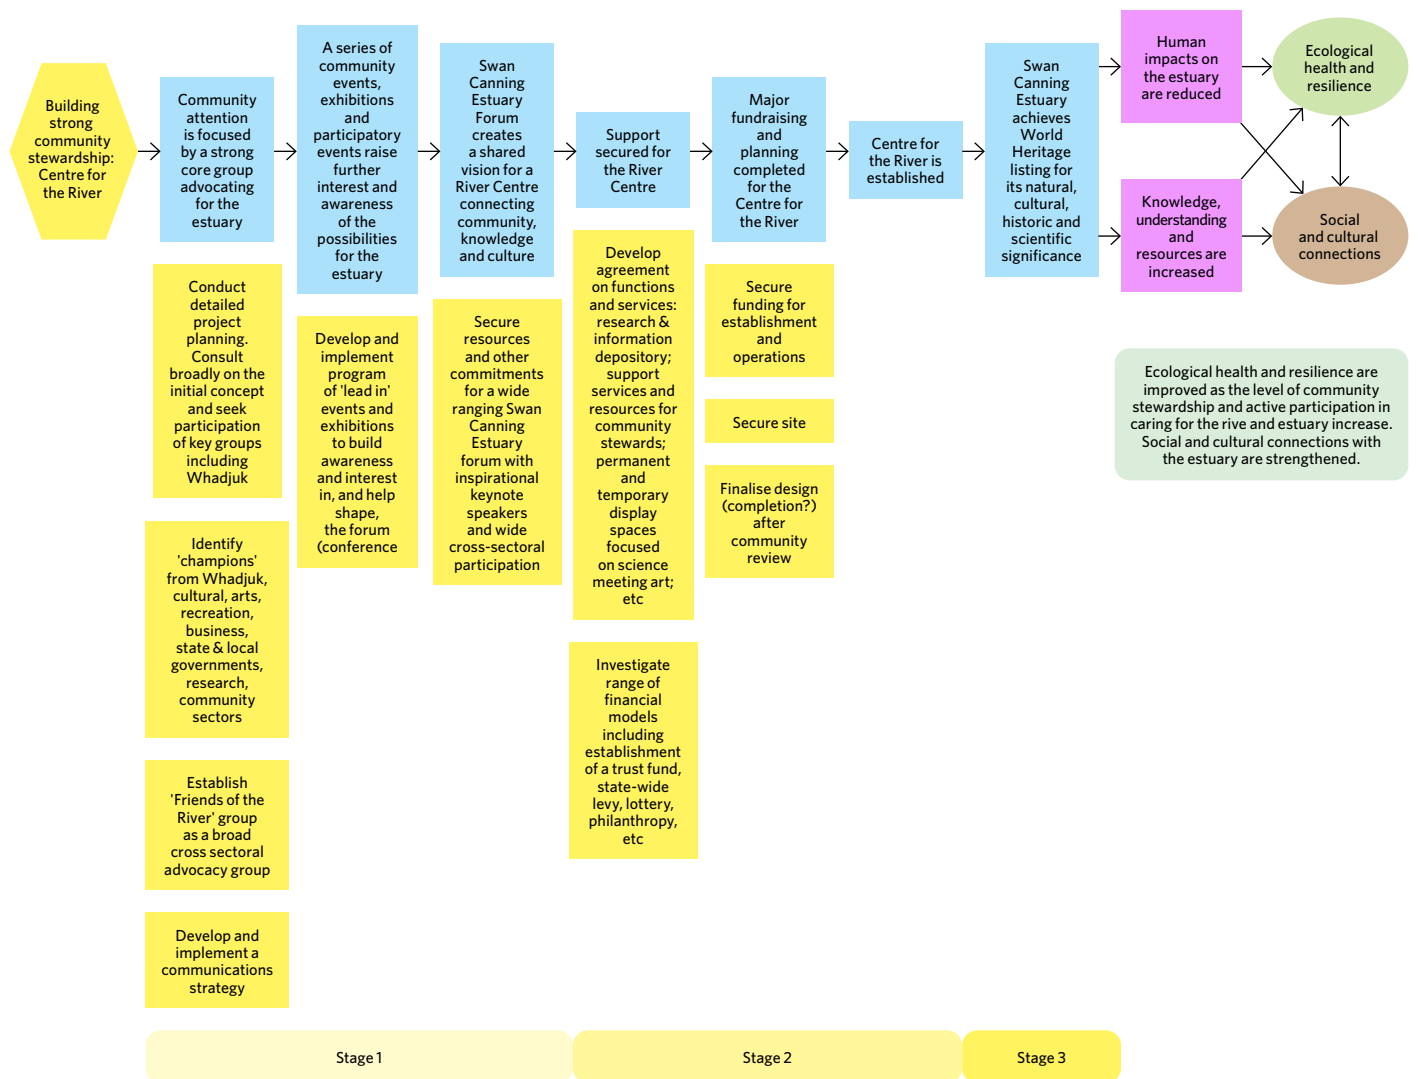 Building
strong
community
stewardship:
Centre for
the River
Community
attention
is focused
by a strong
core group
advocating
for the
estuary
A series of
community
events,
exhibitions
and
participatory
events raise
further
interest and
awareness
of the
possibilities
for the
estuary
Swan
Canning
Estuary
Forum
creates
a shared
vision for a
River Centre
connecting
community,
knowledge
and culture
Support
secured for
the River
Centre
Major
fundraising
and
planning
completed
for the
Centre for
the River
Centre for
the River is
established
Swan
Canning
Estuary
achieves
World
Heritage
listing for
its natural,
cultural,
historic and
scientific
significance
Human
impacts on
the estuary
are reduced
Knowledge,
understanding
and
resources are
increased
Ecological
health and
resilience
Social
and cultural
connections
Conduct
detailed
project
planning.
Consult
broadly on the
initial concept
and seek
participation
of key groups
including
Whadjuk
Identify
'champions'
from Whadjuk,
cultural, arts,
recreation,
business,
state & local
governments,
research,
community
sectors
Establish
'Friends of the
River' group
as a broad
cross sectoral
advocacy group
Develop and
implement a
communications
strategy
Develop and
implement
program
of 'lead in'
events and
exhibitions
to build
awareness
and interest
in, and help
shape,
the forum
(conference
Secure
resources
and other
commitments
for a wide
ranging Swan
Canning
Estuary
forum with
inspirational
keynote
speakers
and wide
cross-sectoral
participation
Develop
agreement
on functions
and services:
research &
information
depository;
support
services and
resources for
community
stewards;
permanent
and
temporary
display
spaces
focused
on science
meeting art;
etc
Investigate
range of
financial
models
including
establishment
of a trust fund,
state-wide
levy, lottery,
philanthropy,
etc
Secure
funding for
establishment
and
operations
Secure site
Finalise design
(completion?)
after
community
review
Ecological health and resilience are
improved as the level of community
stewardship and active participation in
caring for the rive and estuary increase.
Social and cultural connections with
the estuary are strengthened.
Stage 1
Stage 2
Stage 3